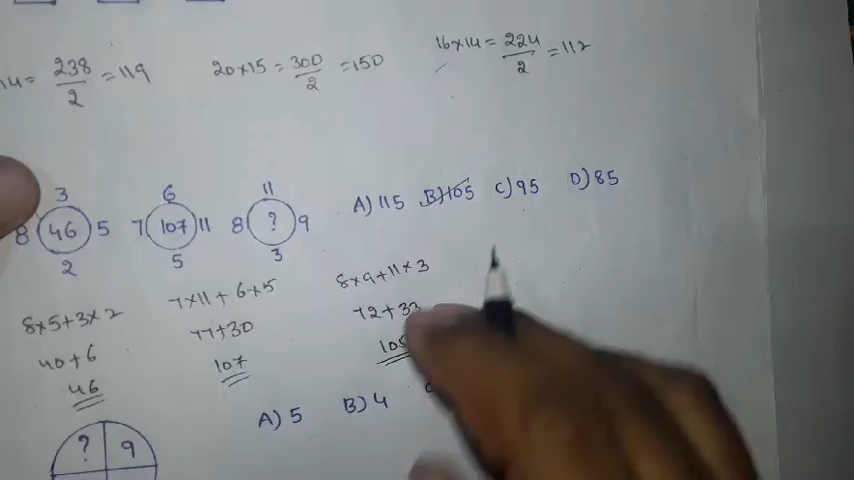 14 = 238/2 = 119
20×15 = 300/2 = 150
16×14 = 224/2 = 112
3
8 46 5
2
6
7 107 11
5
11
8 ? 9
3
A) 115 B) 105 C) 95 D) 85
8×5+3×2
40+6
46
7×11+6+5
77+30
107
8×9+11×3
72+33
A) 5 B) 4
? 9